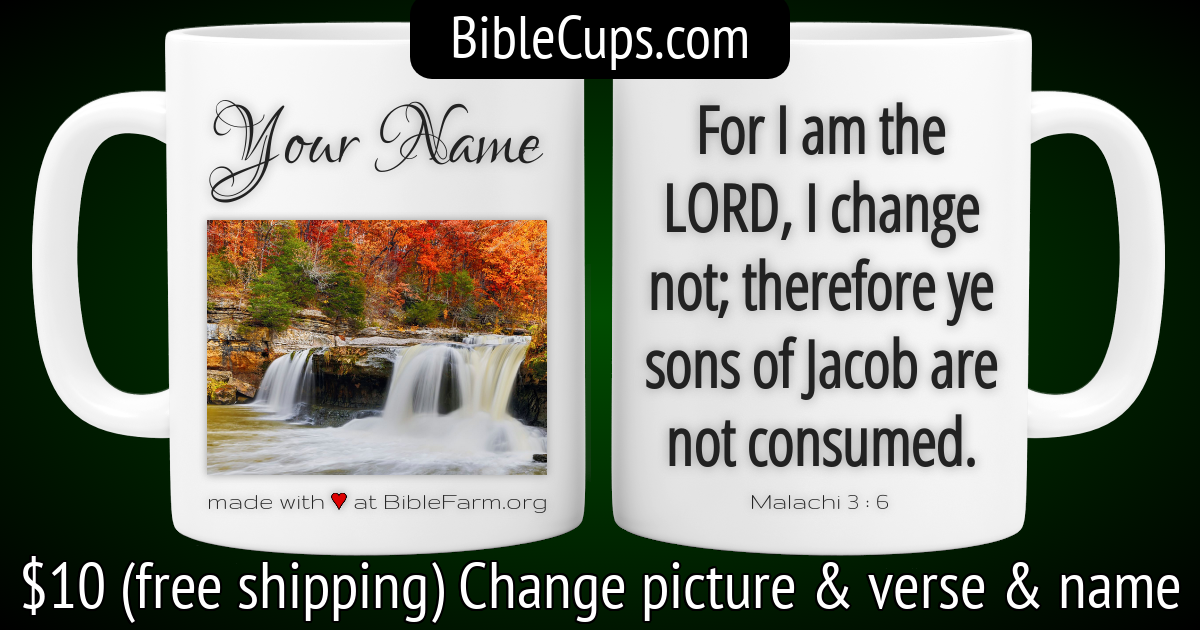 BibleCups.com
Your Name
made with ♥ at BibleFarm.org
For I am the
LORD, I change
not; therefore ye
sons of Jacob are
not consumed.
Malachi 3 : 6
$10 (free shipping) Change picture & verse & name